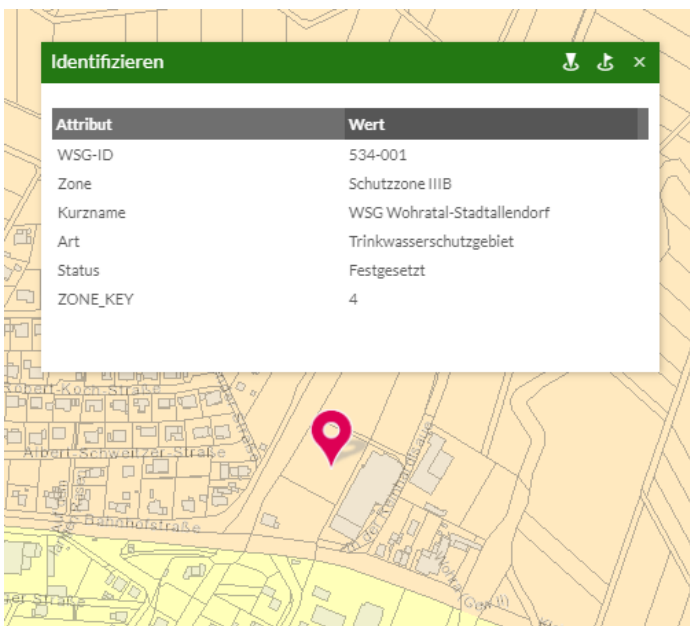 Identifizieren
Attribut Wert
WSG-ID 534-001
Zone Schutzzone IIIB
Kurzname WSG Wohratal-Stadtallendorf
Art Trinkwasserschutzgebiet
Status Festgesetzt
ZONE_KEY 4
Robert-Koch-Straße
Albert-Schweitzer-Straße
Bahnhofstraße